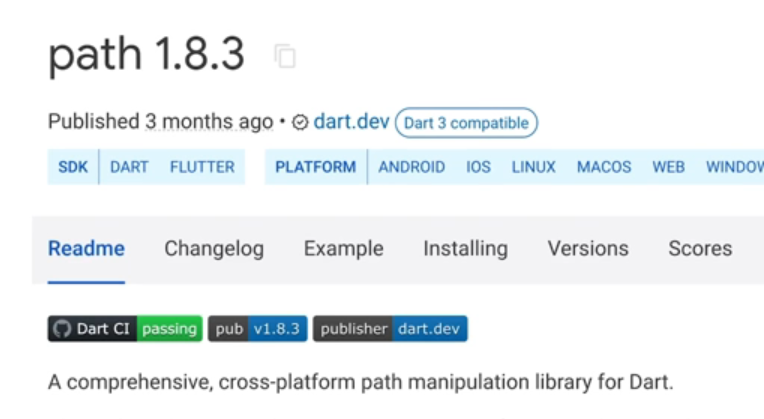 path 1.8.3
Published 3 months ago • dart.dev Dart 3 compatible
SDK DART FLUTTER PLATFORM ANDROID IOS LINUX MACOS WEB WINDOW
Readme Changelog Example Installing Versions Scores
Dart CI passing pub v1.8.3 publisher dart.dev
A comprehensive, cross-platform path manipulation library for Dart.